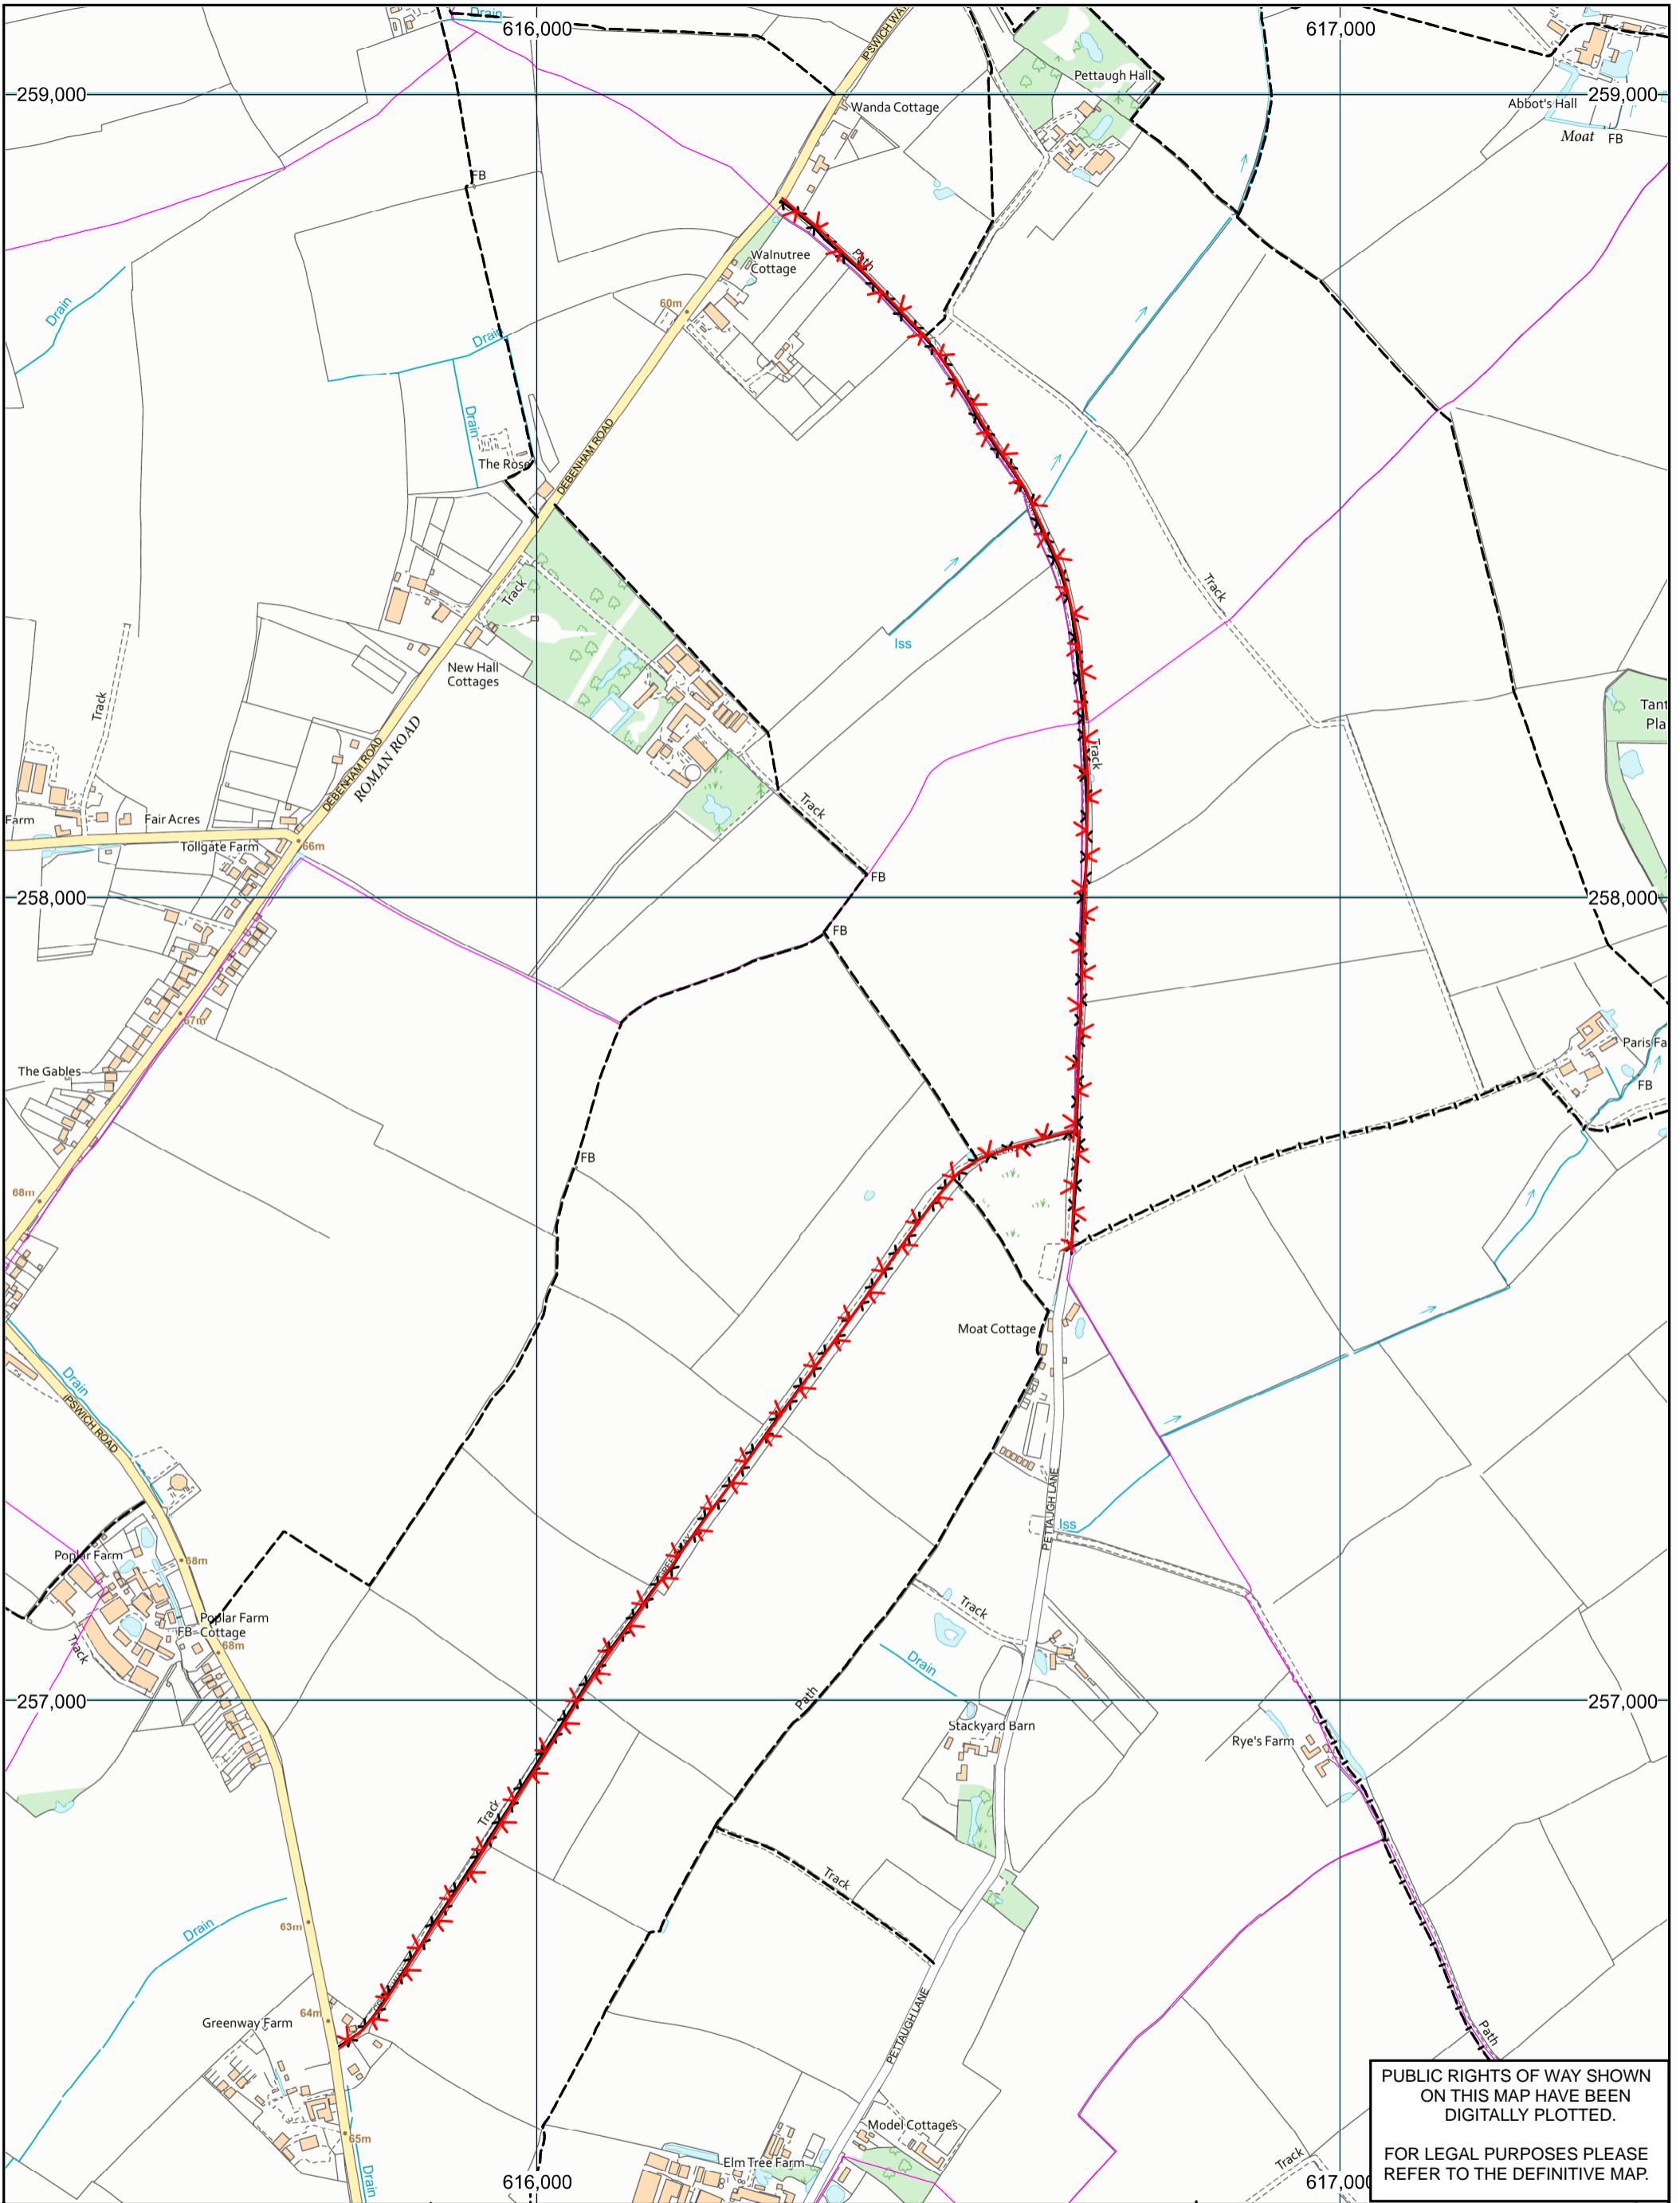 Drain
616,000
617,000
IPSWICH WAY
Pettaugh Hall
259,000
259,000
Wanda Cottage
Abbot's Hall
Moat
FB
FB
Path
Walnutree
Cottage
60m
Drain
Drain
Drain
The Rose
DEBENHAM ROAD
Track
Track
Iss
New Hall
Cottages
Track
Tant
Pla
ROMAN ROAD
DEBENHAM ROAD
Track
Farm
Fair Acres
Track
Tollgate Farm
66m
FB
258,000
258,000
FB
67m
The Gables
Paris Fa
FB
FB
68m
Moat Cottage
Drain
IPSWICH ROAD
PETTAUGH LANE
Iss
Poplar Farm
68m
Track
Poplar Farm
FB
Cottage
Track
68m
Drain
Path
257,000
257,000
Stackyard Barn
Rye's Farm
Track
Track
Drain
63m
64m
Greenway Farm
PETTAUGH LANE
Path
65m
Model Cottages
Elm Tree Farm
Track
Drain
616,000
617,000
PUBLIC RIGHTS OF WAY SHOWN
ON THIS MAP HAVE BEEN
DIGITALLY PLOTTED.
FOR LEGAL PURPOSES PLEASE
REFER TO THE DEFINITIVE MAP.